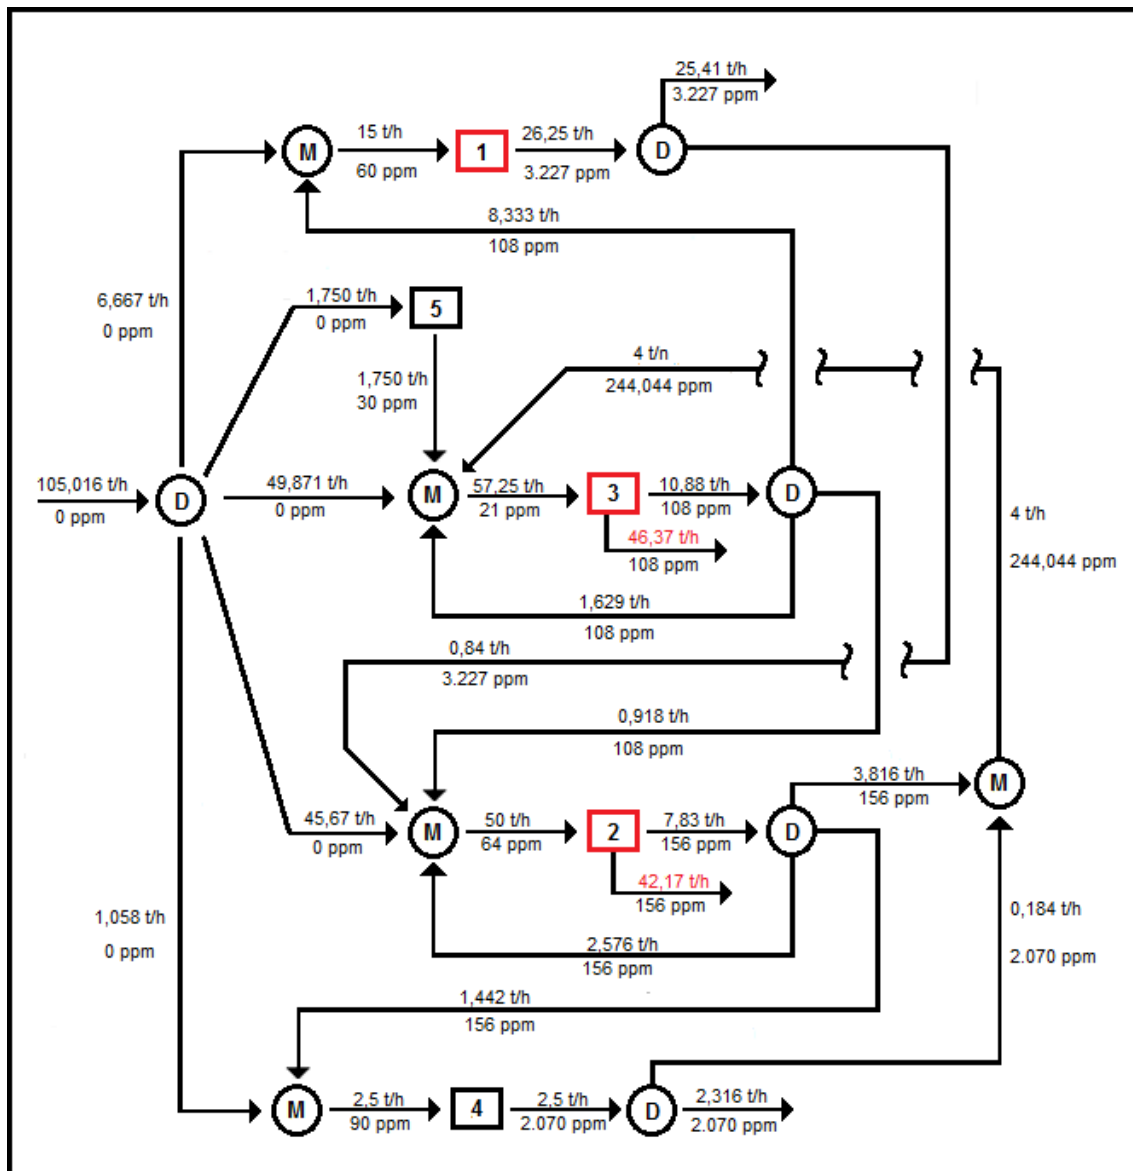 25,41 t/h
3.227 ppm
M
15 t/h
60 ppm
1
26,25 t/h
3.227 ppm
D
8,333 t/h
108 ppm
6,667 t/h
0 ppm
1,750 t/h
0 ppm
5
4 t/h
244,044 ppm
1,750 t/h
30 ppm
105,016 t/h
0 ppm
D
49,871 t/h
0 ppm
M
57,25 t/h
21 ppm
3
10,88 t/h
108 ppm
D
46,37 t/h
108 ppm
4 t/h
244,044 ppm
1,629 t/h
108 ppm
0,84 t/h
3.227 ppm
0,918 t/h
108 ppm
45,67 t/h
0 ppm
M
50 t/h
64 ppm
2
7,83 t/h
156 ppm
D
3,816 t/h
156 ppm
M
42,17 t/h
156 ppm
1,058 t/h
0 ppm
2,576 t/h
156 ppm
0,184 t/h
2.070 ppm
1,442 t/h
156 ppm
M
2,5 t/h
90 ppm
4
2,5 t/h
2.070 ppm
D
2,316 t/h
2.070 ppm